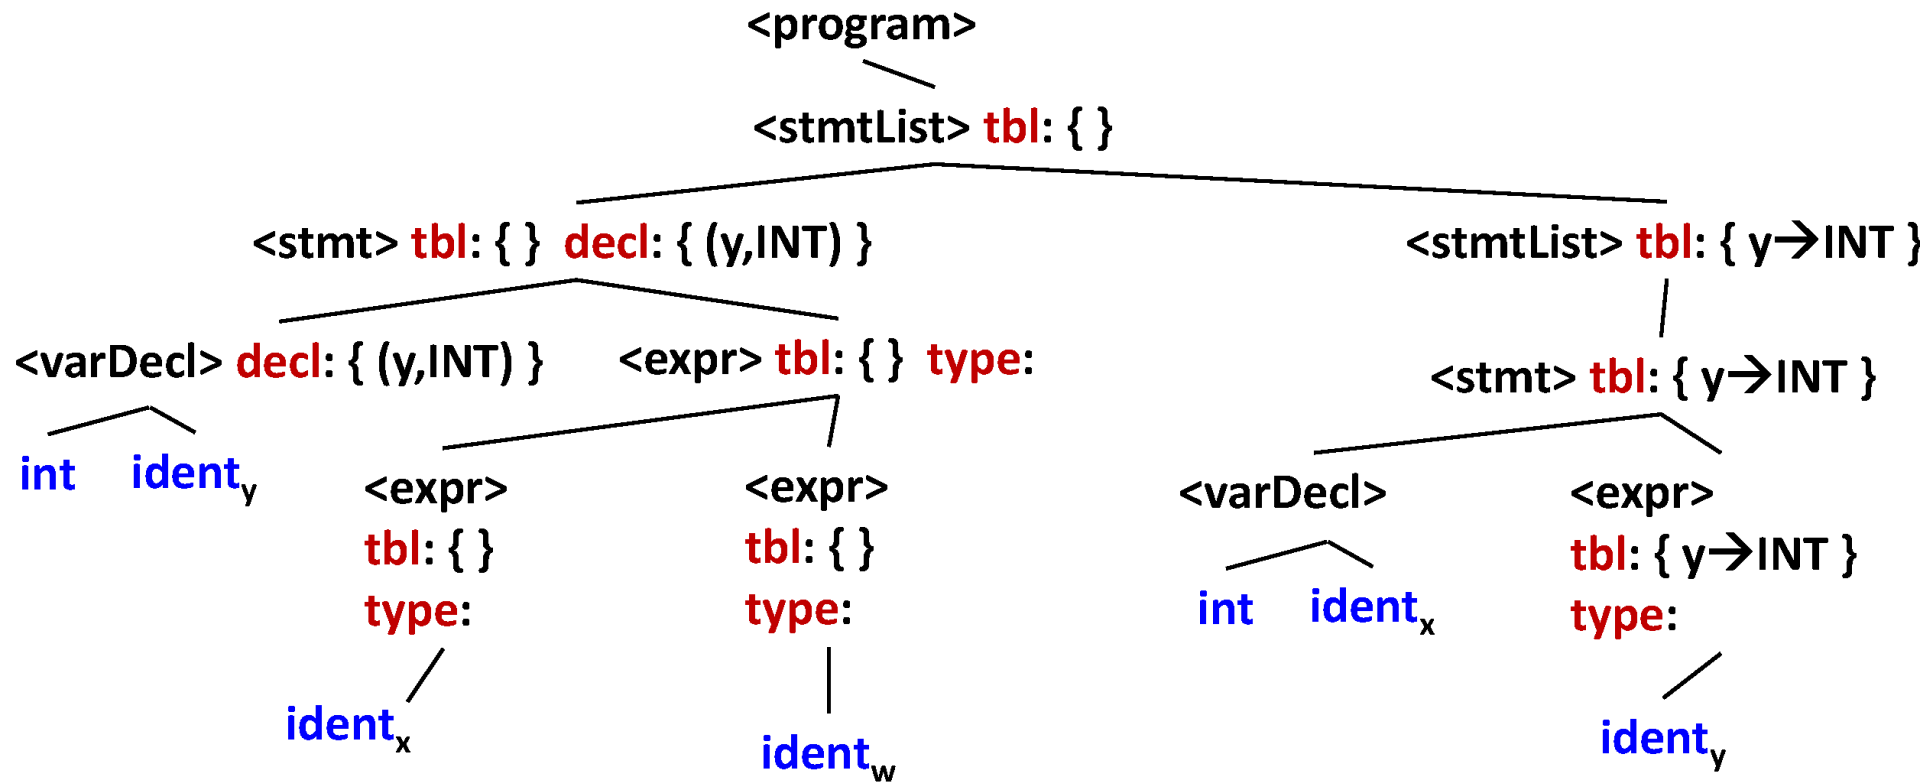 <program>
<stmtList> tbl: { }
<stmt> tbl: { } decl: { (y,INT) }
<stmtList> tbl: { y→INT }
<varDecl> decl: { (y,INT) }
<expr> tbl: { } type:
<stmt> tbl: { y→INT }
int
identy
<expr>
tbl: { }
type:
<expr>
tbl: { }
type:
<varDecl>
<expr>
tbl: { y→INT }
type:
int
identx
identx
identw
identy